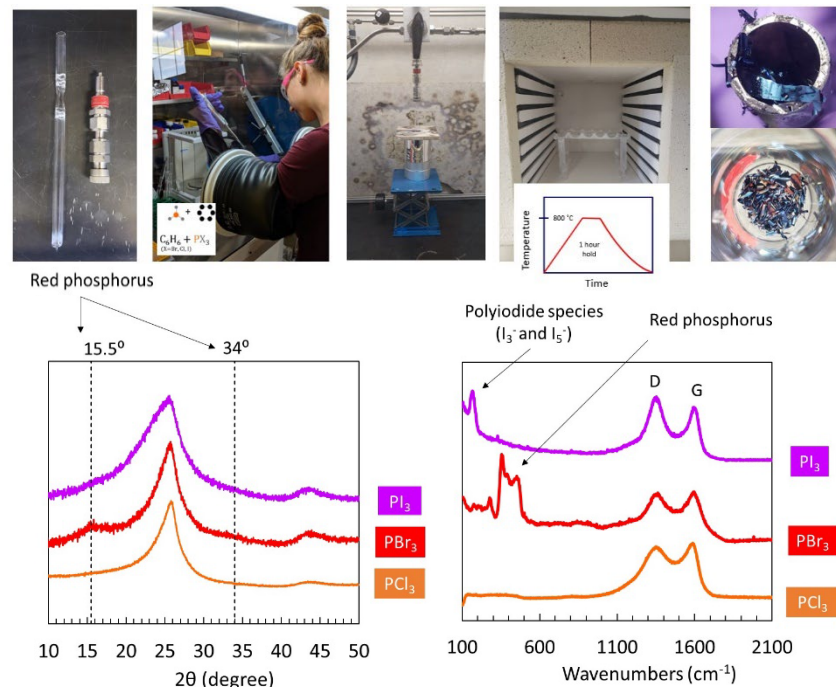 C₆H₆ + PX₃
(X=Br, Cl, I)
Temperature
800 °C
1 hour
hold
Time
Red phosphorus
15.5⁰
34⁰
PI₃
PBr₃
PCl₃
10 15 20 25 30 35 40 45 50
2θ (degree)
Polyiodide species
(I₃⁻ and I₅⁻)
Red phosphorus
D
G
PI₃
PBr₃
PCl₃
100 600 1100 1600 2100
Wavenumbers (cm⁻¹)